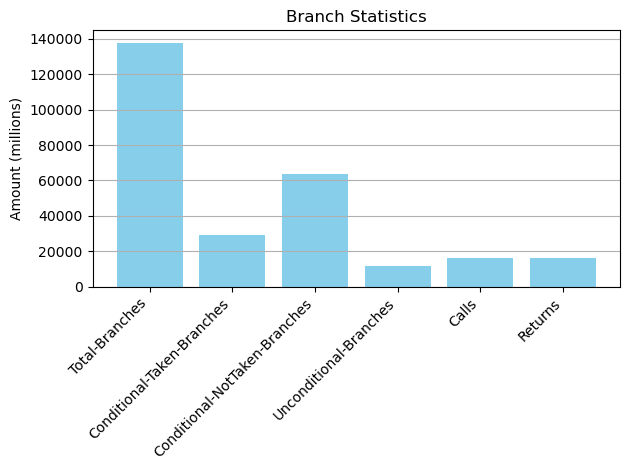 Branch Statistics
Amount (millions)
140000
120000
100000
80000
60000
40000
20000
0
Total-Branches
Conditional-Taken-Branches
Conditional-NotTaken-Branches
Unconditional-Branches
Calls
Returns